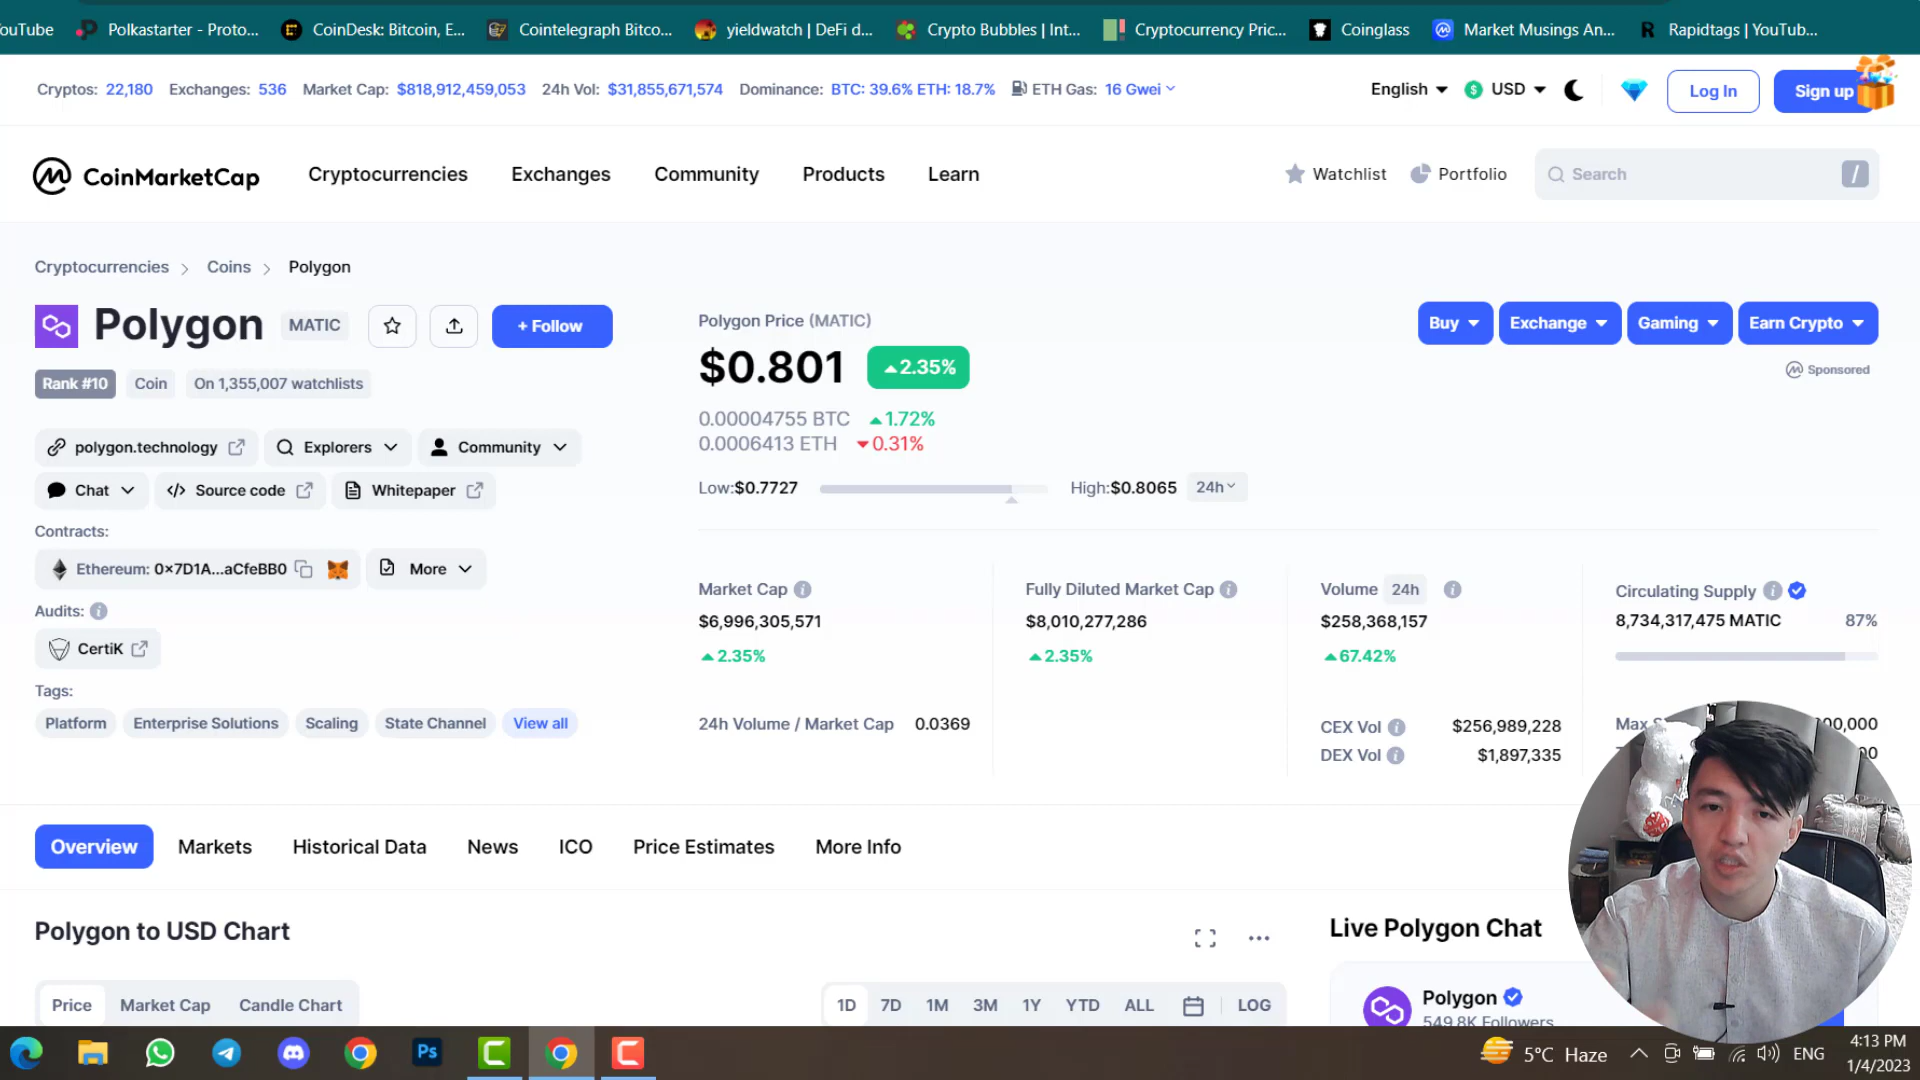 ouTube
Polkastarter - Proto...
CoinDesk: Bitcoin, E...
Cointelegraph Bitco...
yieldwatch | DeFi d...
Crypto Bubbles | Int...
Cryptocurrency Pric...
Coinglass
Market Musings An...
Rapidtags | YouTub...
Cryptos: 22,180 Exchanges: 536 Market Cap: $818,912,459,053 24h Vol: $31,855,671,574 Dominance: BTC: 39.6% ETH: 18.7% ETH Gas: 16 Gwei
English
USD
Log In
Sign up
CoinMarketCap
Cryptocurrencies
Exchanges
Community
Products
Learn
Watchlist
Portfolio
Search
/
Cryptocurrencies > Coins > Polygon
Polygon MATIC
+ Follow
Rank #10
Coin
On 1,355,007 watchlists
polygon.technology
Explorers
Community
Chat
Source code
Whitepaper
Contracts:
Ethereum: 0x7D1A...aCfeBB0
More
Audits:
CertiK
Tags:
Platform
Enterprise Solutions
Scaling
State Channel
View all
Polygon Price (MATIC)
$0.801 2.35%
0.00004755 BTC 1.72%
0.0006413 ETH 0.31%
Low:$0.7727
High:$0.8065
24h
Buy
Exchange
Gaming
Earn Crypto
Sponsored
Market Cap
$6,996,305,571
2.35%
24h Volume / Market Cap 0.0369
Fully Diluted Market Cap
$8,010,277,286
2.35%
Volume 24h
$258,368,157
67.42%
CEX Vol $256,989,228
DEX Vol $1,897,335
Circulating Supply
8,734,317,475 MATIC 87%
Overview
Markets
Historical Data
News
ICO
Price Estimates
More Info
Polygon to USD Chart
Price
Market Cap
Candle Chart
1D
7D
1M
3M
1Y
YTD
ALL
LOG
Live Polygon Chat
Polygon
549.8K Followers
Ps
5°C Haze
ENG
4:13 PM
1/4/2023